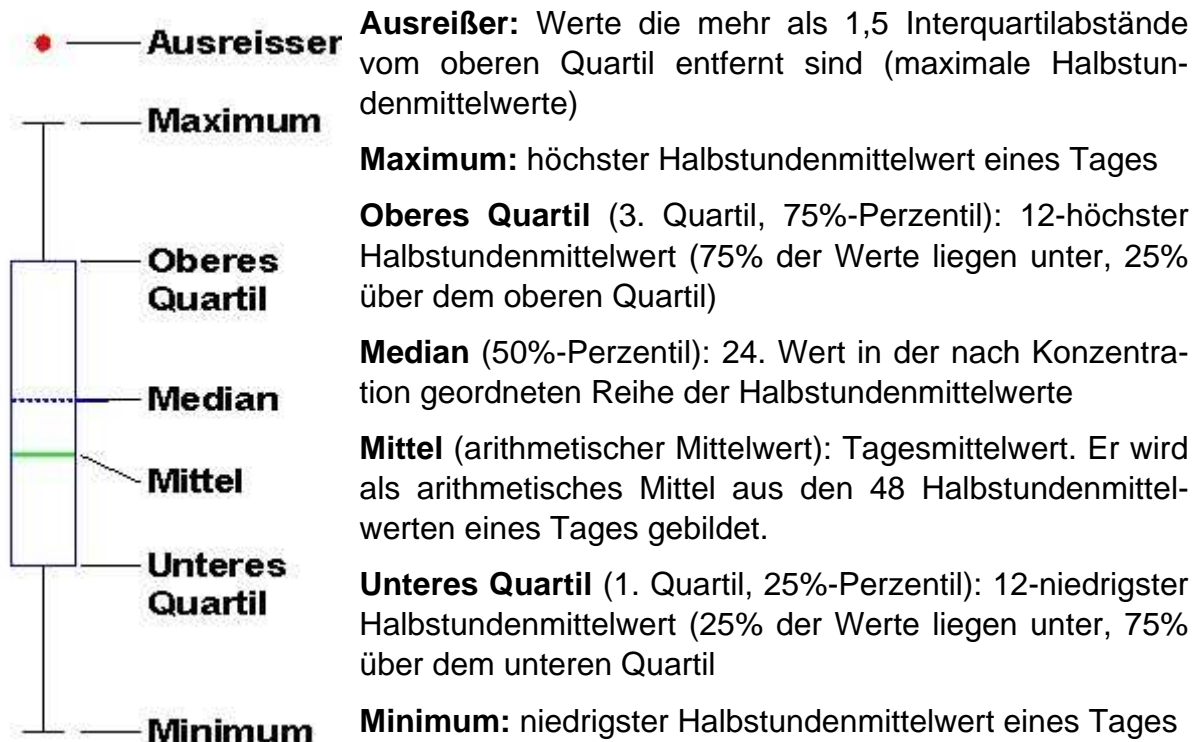 Ausreisser
Maximum
Oberes
Quartil
Median
Mittel
Unteres
Quartil
Minimum
Ausreißer: Werte die mehr als 1,5 Interquartilabstände
vom oberen Quartil entfernt sind (maximale Halbstun-
denmittelwerte)
Maximum: höchster Halbstundenmittelwert eines Tages
Oberes Quartil (3. Quartil, 75%-Perzentil): 12-höchster
Halbstundenmittelwert (75% der Werte liegen unter, 25%
über dem oberen Quartil)
Median (50%-Perzentil): 24. Wert in der nach Konzentra-
tion geordneten Reihe der Halbstundenmittelwerte
Mittel (arithmetischer Mittelwert): Tagesmittelwert. Er wird
als arithmetisches Mittel aus den 48 Halbstundenmittel-
werten eines Tages gebildet.
Unteres Quartil (1. Quartil, 25%-Perzentil): 12-niedrigster
Halbstundenmittelwert (25% der Werte liegen unter, 75%
über dem unteren Quartil
Minimum: niedrigster Halbstundenmittelwert eines Tages